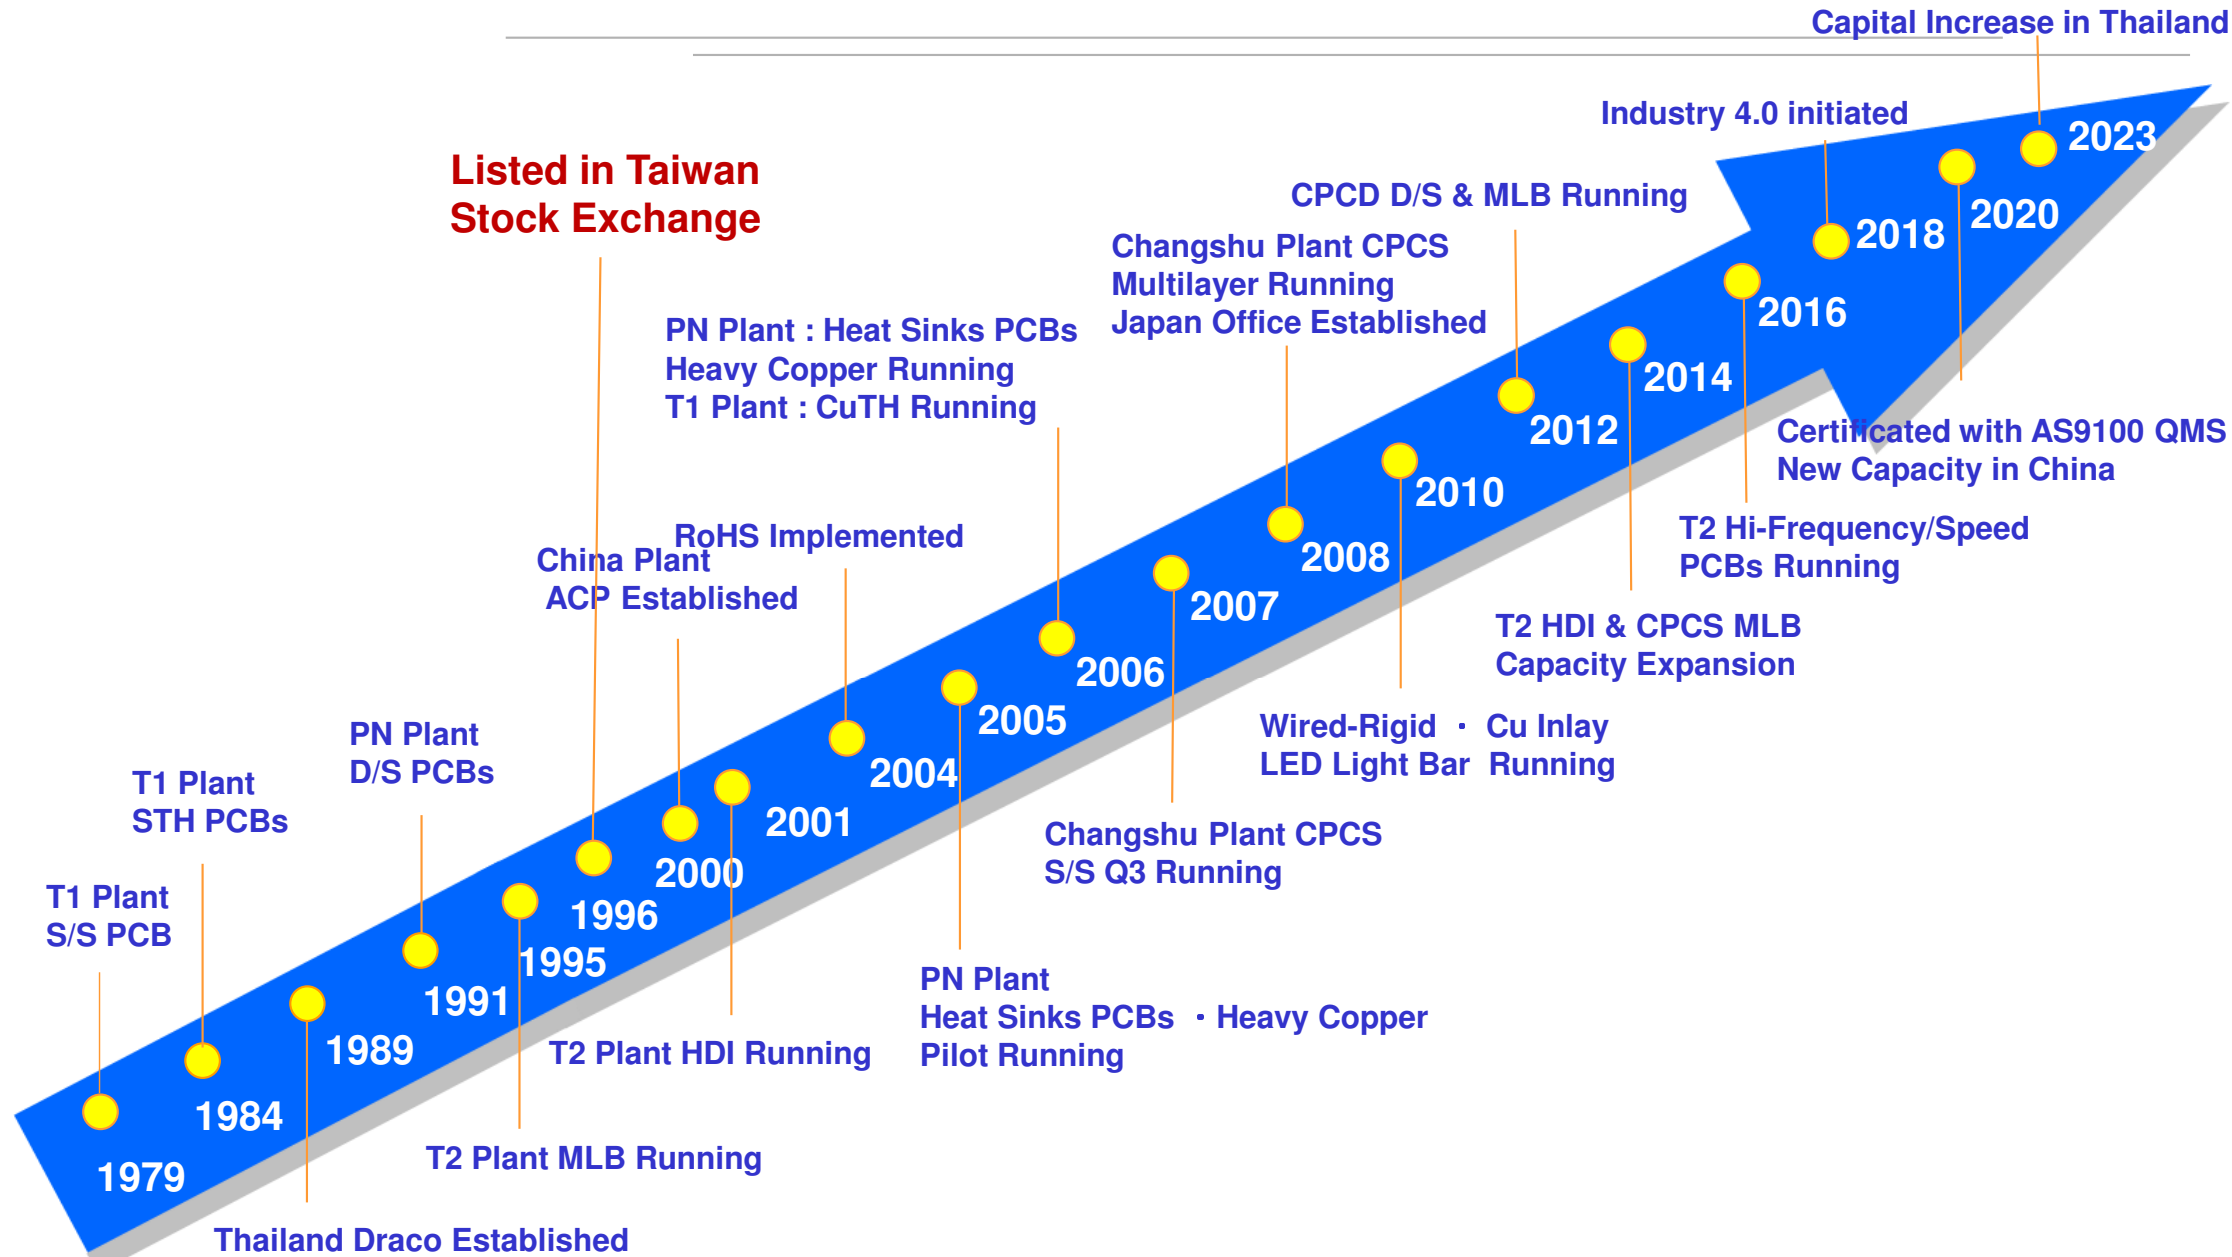 Capital Increase in Thailand
2023
Industry 4.0 initiated
2018
2020
Certificated with AS9100 QMS
New Capacity in China
Listed in Taiwan
Stock Exchange
CPCD D/S & MLB Running
2012
Changshu Plant CPCS
Multilayer Running
Japan Office Established
2008
2016
T2 Hi-Frequency/Speed
PCBs Running
2014
T2 HDI & CPCS MLB
Capacity Expansion
2010
Wired-Rigid ・ Cu Inlay
LED Light Bar Running
PN Plant : Heat Sinks PCBs
Heavy Copper Running
T1 Plant : CuTH Running
2006
2007
Changshu Plant CPCS
S/S Q3 Running
RoHS Implemented
2004
2005
PN Plant
Heat Sinks PCBs ・Heavy Copper
Pilot Running
China Plant
ACP Established
2000
2001
T2 Plant HDI Running
1996
1995
T2 Plant MLB Running
PN Plant
D/S PCBs
1991
1989
Thailand Draco Established
T1 Plant
STH PCBs
1984
T1 Plant
S/S PCB
1979